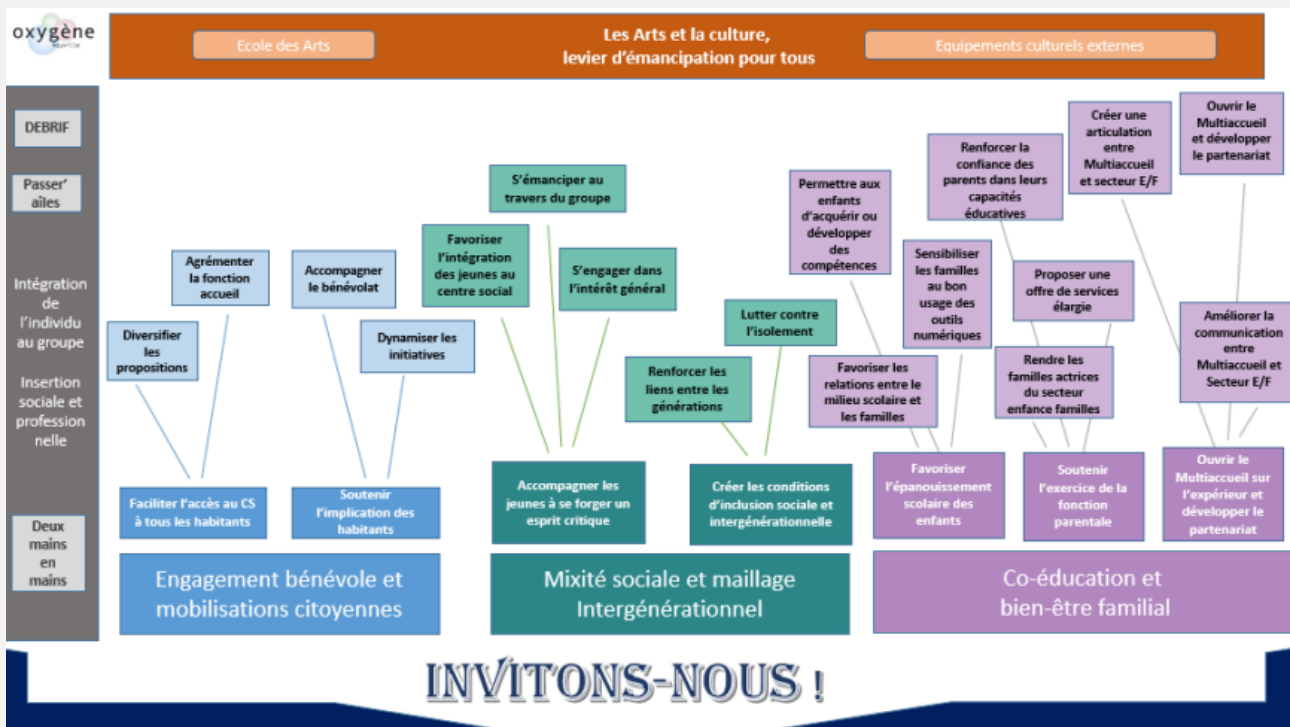 oxygène
Ecole des Arts
Les Arts et la culture,
levier d'émancipation pour tous
Equipements culturels externes
DEBRIF
Passer'
ailes
Intégration
de
l'individu
au groupe
Insertion
sociale et
profession
nelle
Deux
mains
en
mains
Diversifier
les
propositions
Agrémenter
la fonction
accueil
Accompagner
le bénévolat
Dynamiser les
initiatives
Favoriser
l'intégration
des jeunes au
centre social
S'émanciper au
travers du groupe
S'engager dans
l'intérêt général
Renforcer les
liens entre les
générations
Lutter contre
l'isolement
Permettre aux
enfants
d'acquérir ou
développer
des
compétences
Favoriser les
relations entre le
milieu scolaire et
les familles
Sensibiliser
les familles
au bon
usage des
outils
numériques
Renforcer la
confiance des
parents dans leurs
capacités
éducatives
Proposer une
offre de services
élargie
Rendre les
familles actrices
du secteur
enfance familles
Créer une
articulation
entre
Multiaccueil
et secteur E/F
Ouvrir le
Multiaccueil
et développer
le partenariat
Améliorer la
communication
entre
Multiaccueil et
Secteur E/F
Faciliter l'accès au CS
à tous les habitants
Soutenir
l'implication des
habitants
Accompagner les
jeunes à se forger un
esprit critique
Créer les conditions
d'inclusion sociale et
intergénérationnelle
Favoriser
l'épanouissement
scolaire des
enfants
Soutenir
l'exercice de la
fonction
parentale
Ouvrir le
Multiaccueil sur
l'expérieur et
développer le
partenariat
Engagement bénévole et
mobilisations citoyennes
Mixité sociale et maillage
Intergénérationnel
Co-éducation et
bien-être familial
INVITONS-NOUS !